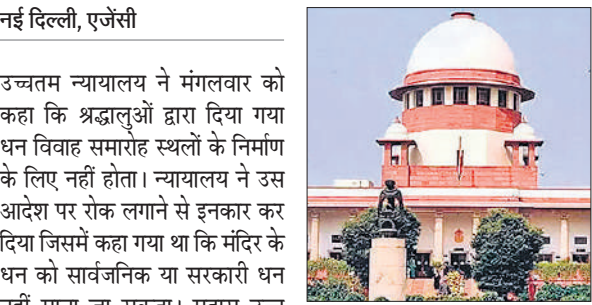 नई दिल्ली, एजेंसी
उच्चतम न्यायालय ने मंगलवार को
कहा कि श्रद्धालुओं द्वारा दिया गया
धन विवाह समारोह स्थलों के निर्माण
के लिए नहीं होता। न्यायालय ने उस
आदेश पर रोक लगाने से इनकार कर
दिया जिसमें कहा गया था कि मंदिर के
धन को सार्वजनिक या सरकारी धन